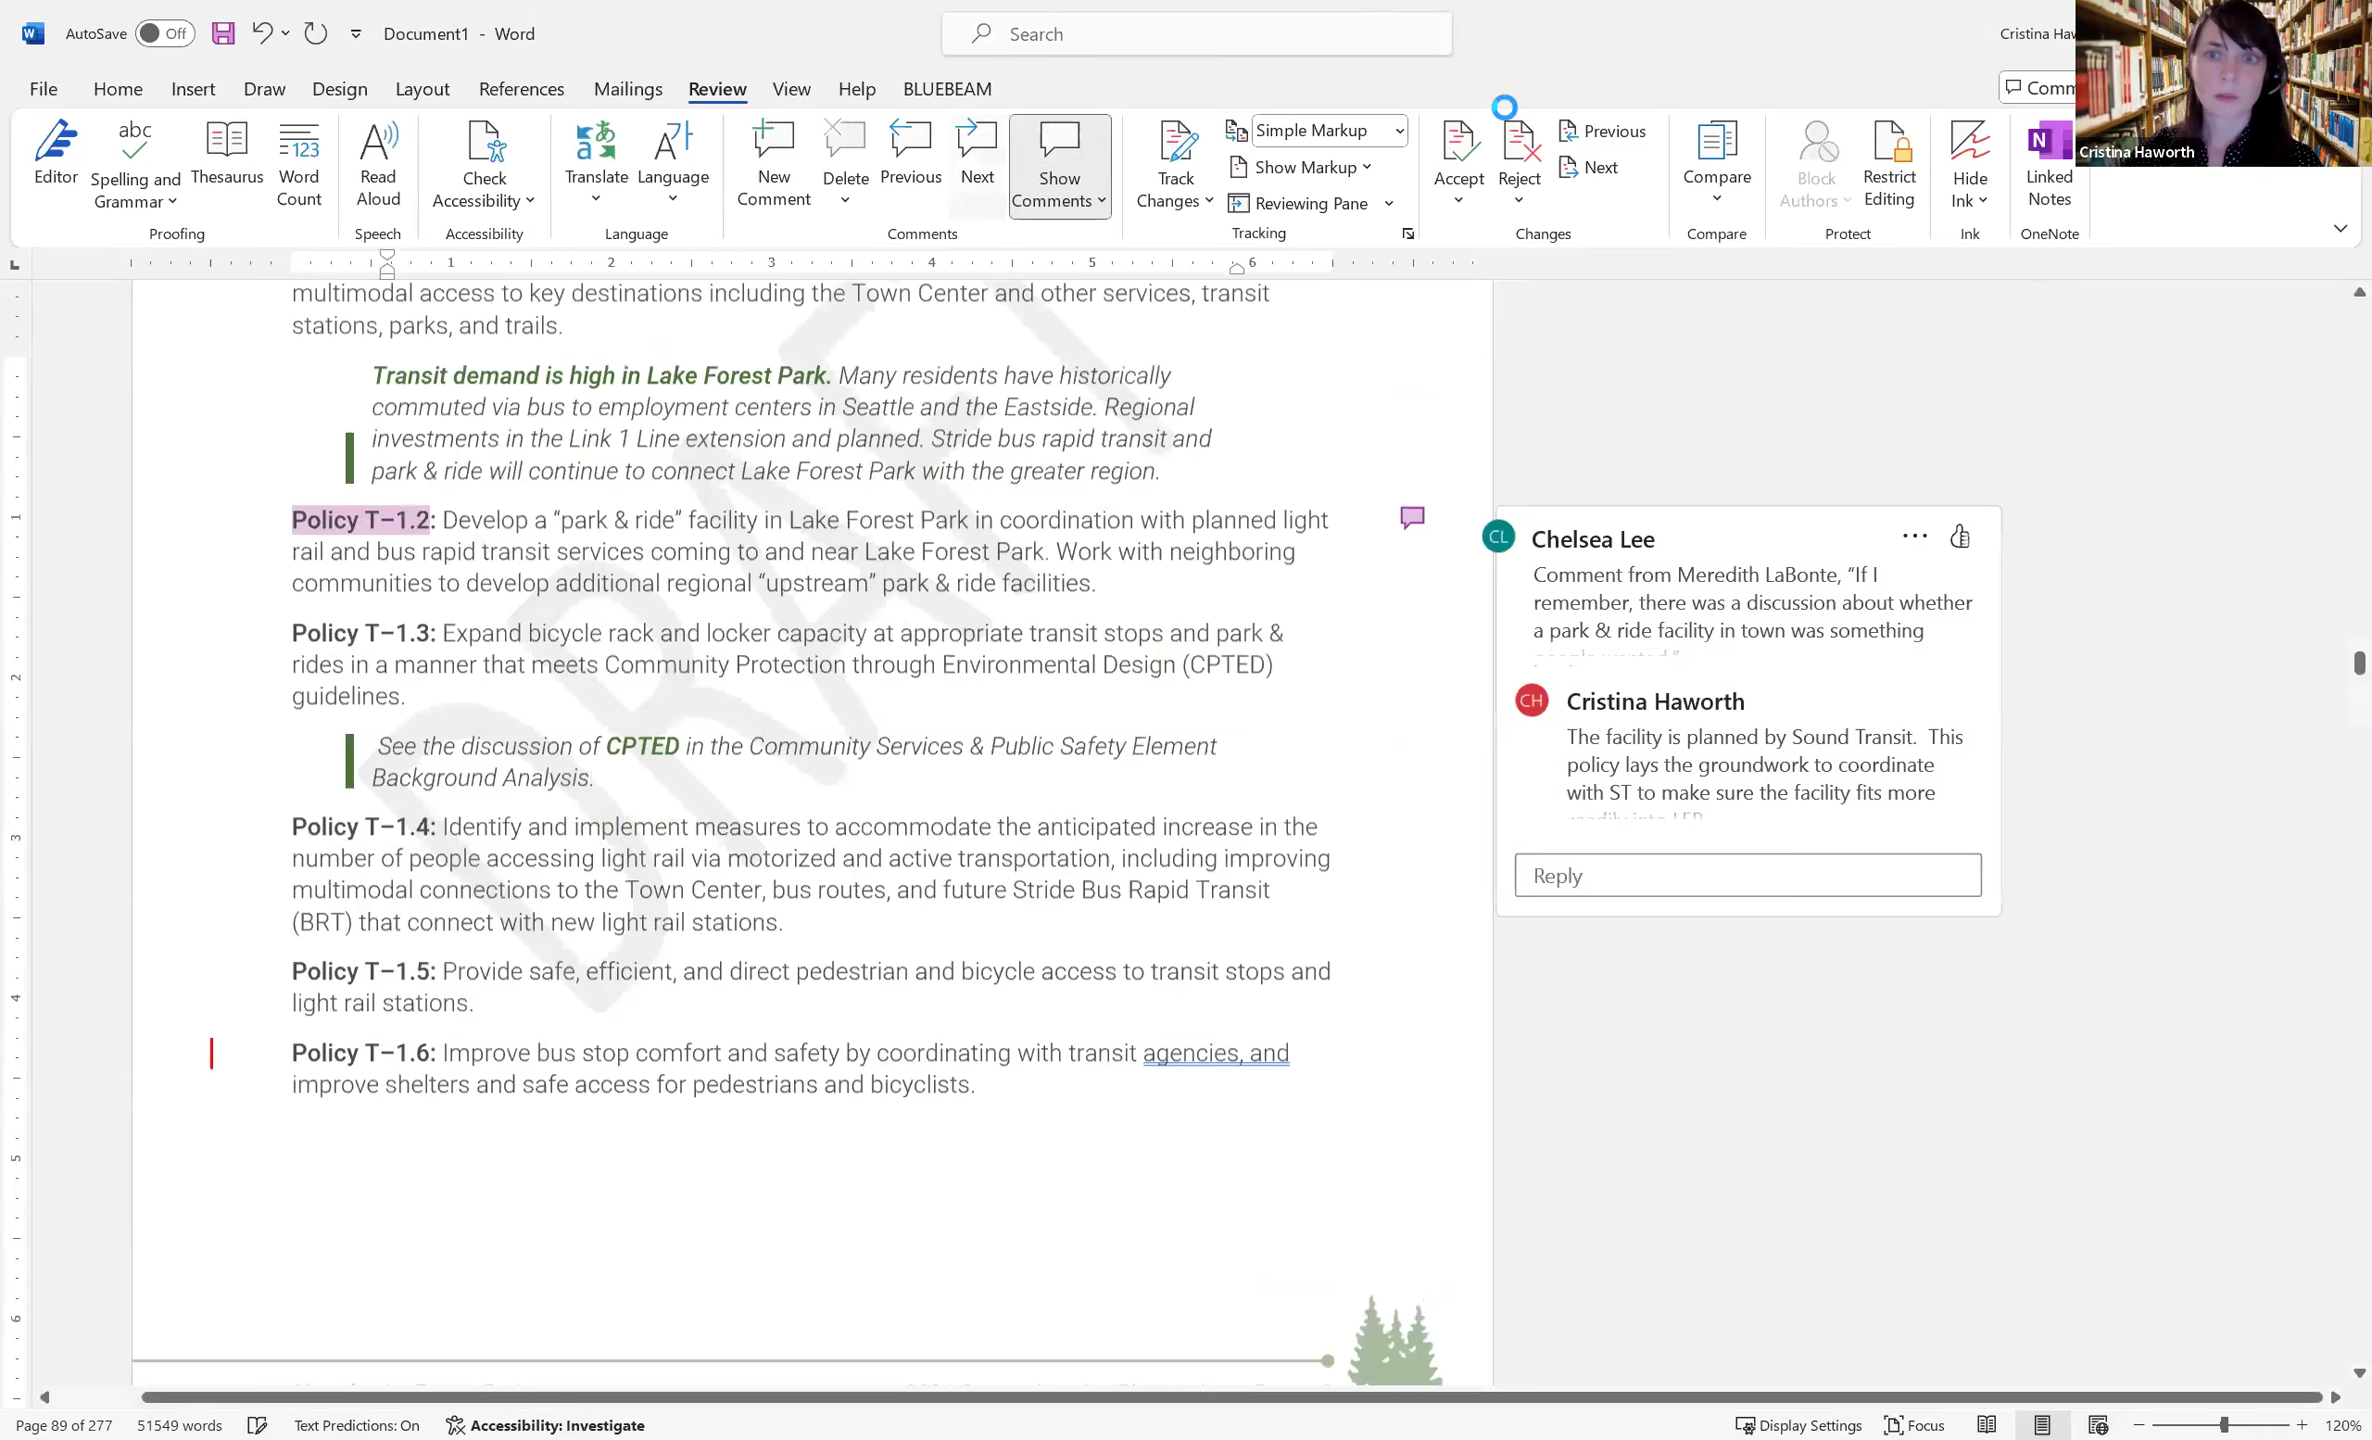 AutoSave Off Document1 - Word Search Cristina Haw
File Home Insert Draw Design Layout References Mailings Review View Help BLUEBEAM Comm
Editor
Spelling and Grammar
Thesaurus
Word Count
Proofing
Read Aloud
Speech
Check Accessibility
Accessibility
Translate
Language
Language
New Comment
Delete
Previous
Next
Show Comments
Comments
Track Changes
Simple Markup
Show Markup
Reviewing Pane
Tracking
Accept
Reject
Previous
Next
Changes
Compare
Compare
Block Authors
Restrict Editing
Protect
Hide Ink
Ink
Linked Notes
OneNote
Cristina Haworth
1 2 3 4 5 6
multimodal access to key destinations including the Town Center and other services, transit
stations, parks, and trails.
Transit demand is high in Lake Forest Park. Many residents have historically
commuted via bus to employment centers in Seattle and the Eastside. Regional
investments in the Link 1 Line extension and planned. Stride bus rapid transit and
park & ride will continue to connect Lake Forest Park with the greater region.
Policy T–1.2: Develop a “park & ride” facility in Lake Forest Park in coordination with planned light
rail and bus rapid transit services coming to and near Lake Forest Park. Work with neighboring
communities to develop additional regional “upstream” park & ride facilities.
Policy T–1.3: Expand bicycle rack and locker capacity at appropriate transit stops and park &
rides in a manner that meets Community Protection through Environmental Design (CPTED)
guidelines.
See the discussion of CPTED in the Community Services & Public Safety Element
Background Analysis.
Policy T–1.4: Identify and implement measures to accommodate the anticipated increase in the
number of people accessing light rail via motorized and active transportation, including improving
multimodal connections to the Town Center, bus routes, and future Stride Bus Rapid Transit
(BRT) that connect with new light rail stations.
Policy T–1.5: Provide safe, efficient, and direct pedestrian and bicycle access to transit stops and
light rail stations.
Policy T–1.6: Improve bus stop comfort and safety by coordinating with transit agencies, and
improve shelters and safe access for pedestrians and bicyclists.
DRAFT
CL Chelsea Lee
Comment from Meredith LaBonte, “If I
remember, there was a discussion about whether
a park & ride facility in town was something
CH Cristina Haworth
The facility is planned by Sound Transit. This
policy lays the groundwork to coordinate
with ST to make sure the facility fits more
Reply
1
2
3
4
5
6
Page 89 of 277 51549 words Text Predictions: On Accessibility: Investigate Display Settings Focus 120%